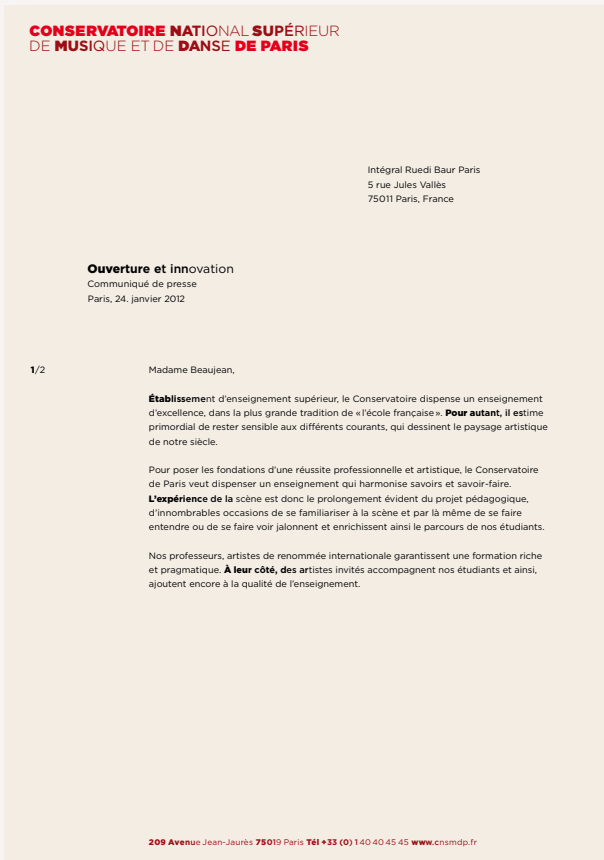 CONSERVATOIRE NATIONAL SUPÉRIEUR
DE MUSIQUE ET DE DANSE DE PARIS
Intégral Ruedi Baur Paris
5 rue Jules Vallès
75011 Paris, France
Ouverture et innovation
Communiqué de presse
Paris, 24. janvier 2012
1/2
Madame Beaujean,
Établissement d'enseignement supérieur, le Conservatoire dispense un enseignement
d'excellence, dans la plus grande tradition de «l'école française». Pour autant, il estime
primordial de rester sensible aux différents courants, qui dessinent le paysage artistique
de notre siècle.
Pour poser les fondations d'une réussite professionnelle et artistique, le Conservatoire
de Paris veut dispenser un enseignement qui harmonise savoirs et savoir-faire.
L'expérience de la scène est donc le prolongement évident du projet pédagogique,
d'innombrables occasions de se familiariser à la scène et par là même de se faire
entendre ou de se faire voir jalonnent et enrichissent ainsi le parcours de nos étudiants.
Nos professeurs, artistes de renommée internationale garantissent une formation riche
et pragmatique. À leur côté, des artistes invités accompagnent nos étudiants et ainsi,
ajoutent encore à la qualité de l'enseignement.
209 Avenue Jean-Jaurès 75019 Paris Tél +33 (0) 1 40 40 45 45 www.cnsmdp.fr